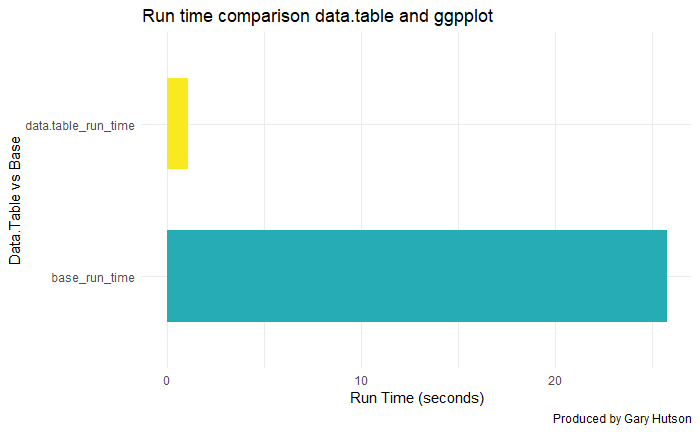 Run time comparison data.table and ggpplot
Data.Table vs Base
data.table_run_time
base_run_time
0
10
20
Run Time (seconds)
Produced by Gary Hutson